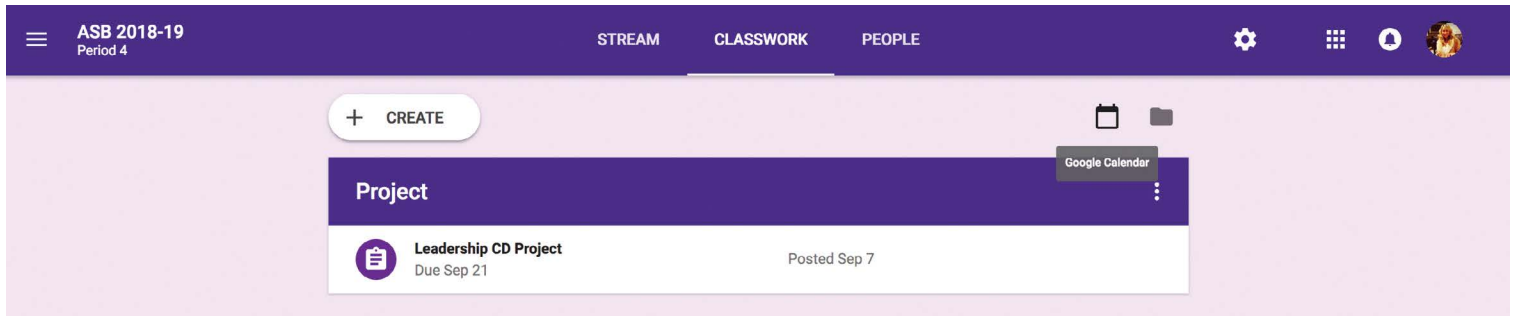 ASB 2018-19
Period 4
STREAM CLASSWORK PEOPLE
+ CREATE
Google Calendar
Project
Leadership CD Project
Due Sep 21
Posted Sep 7